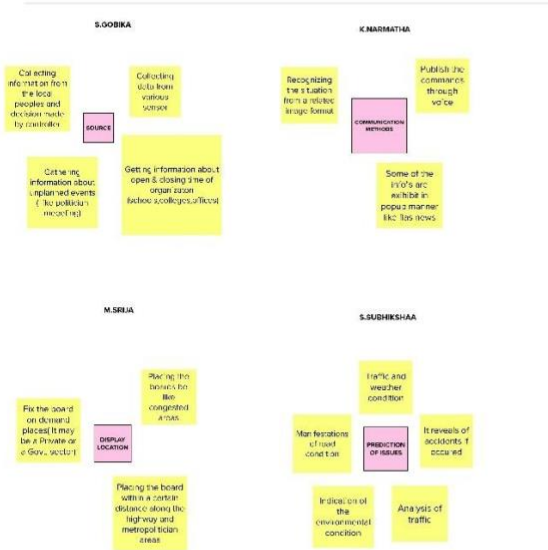 S.GOBIKA
Collecting
information from
the local
peoples and
decision made
by controller
Collecting
data from
various
sensor
SOURCE
Gathering
information about
unplanned events
( like politician
meeting)
Getting information about
open & closing time of
organization
(schools,colleges,offices)
K.NARMATHA
Recognizing
the situation
from a related
image format
Publish the
commands
through
voice
COMMUNICATION
METHODS
Some of the
info's are
exhibit in
popup manner
like flas news
M.SRIJA
Placing the
boards be
like
congested
areas
Fix the board
on demand
places( It may
be a Private or
a Govt. sector)
DISPLAY
LOCATION
Placing the board
within a certain
distance along the
highway and
metropolitician
areas
S.SUBHIKSHAA
Traffic and
weather
condition
Manifestations
of road
condition
PREDICTION
OF ISSUES
It reveals of
accidents if
occured
Indication of
the
environmental
condition
Analysis of
traffic